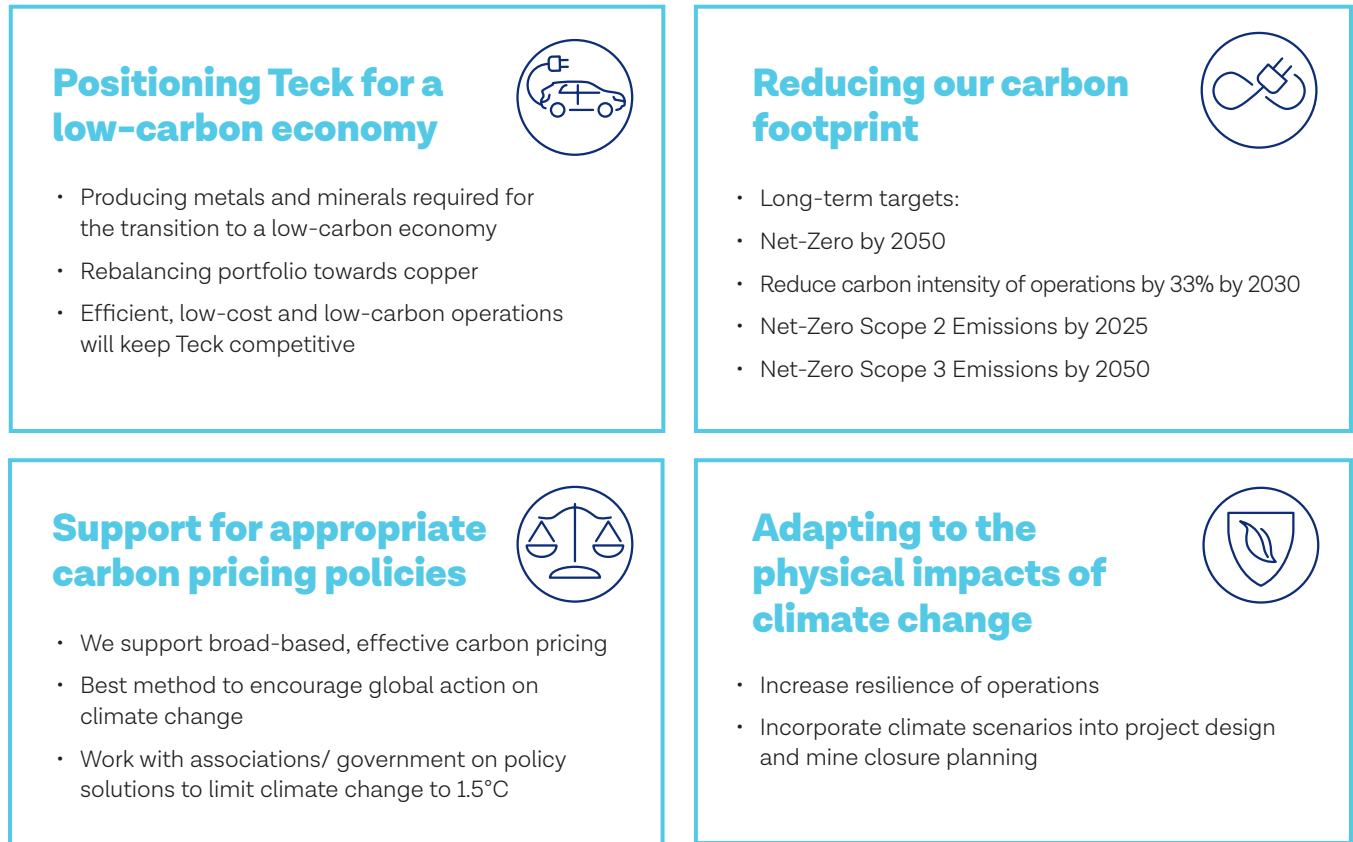 Positioning Teck for a
low-carbon economy
• Producing metals and minerals required for
the transition to a low-carbon economy
• Rebalancing portfolio towards copper
• Efficient, low-cost and low-carbon operations
will keep Teck competitive
Reducing our carbon
footprint
• Long-term targets:
• Net-Zero by 2050
• Reduce carbon intensity of operations by 33% by 2030
• Net-Zero Scope 2 Emissions by 2025
• Net-Zero Scope 3 Emissions by 2050
Support for appropriate
carbon pricing policies
• We support broad-based, effective carbon pricing
• Best method to encourage global action on
climate change
• Work with associations/ government on policy
solutions to limit climate change to 1.5°C
Adapting to the
physical impacts of
climate change
• Increase resilience of operations
• Incorporate climate scenarios into project design
and mine closure planning